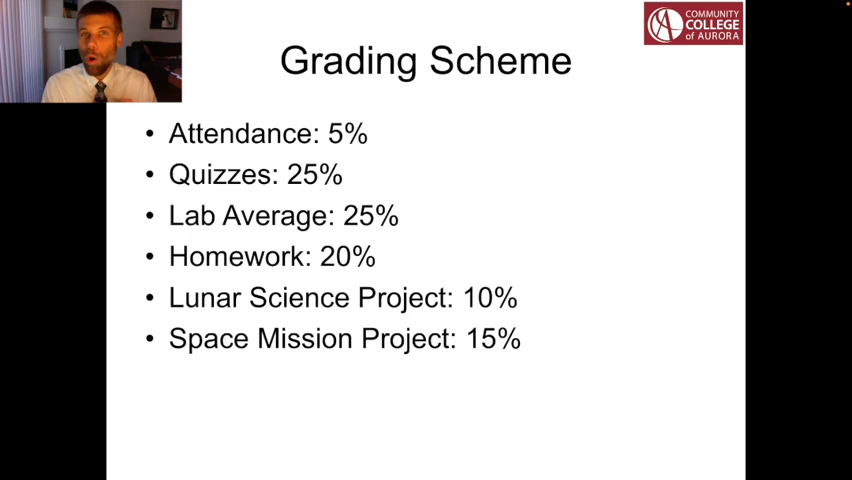 COMMUNITY
COLLEGE
of AURORA
Grading Scheme
• Attendance: 5%
• Quizzes: 25%
• Lab Average: 25%
• Homework: 20%
• Lunar Science Project: 10%
• Space Mission Project: 15%